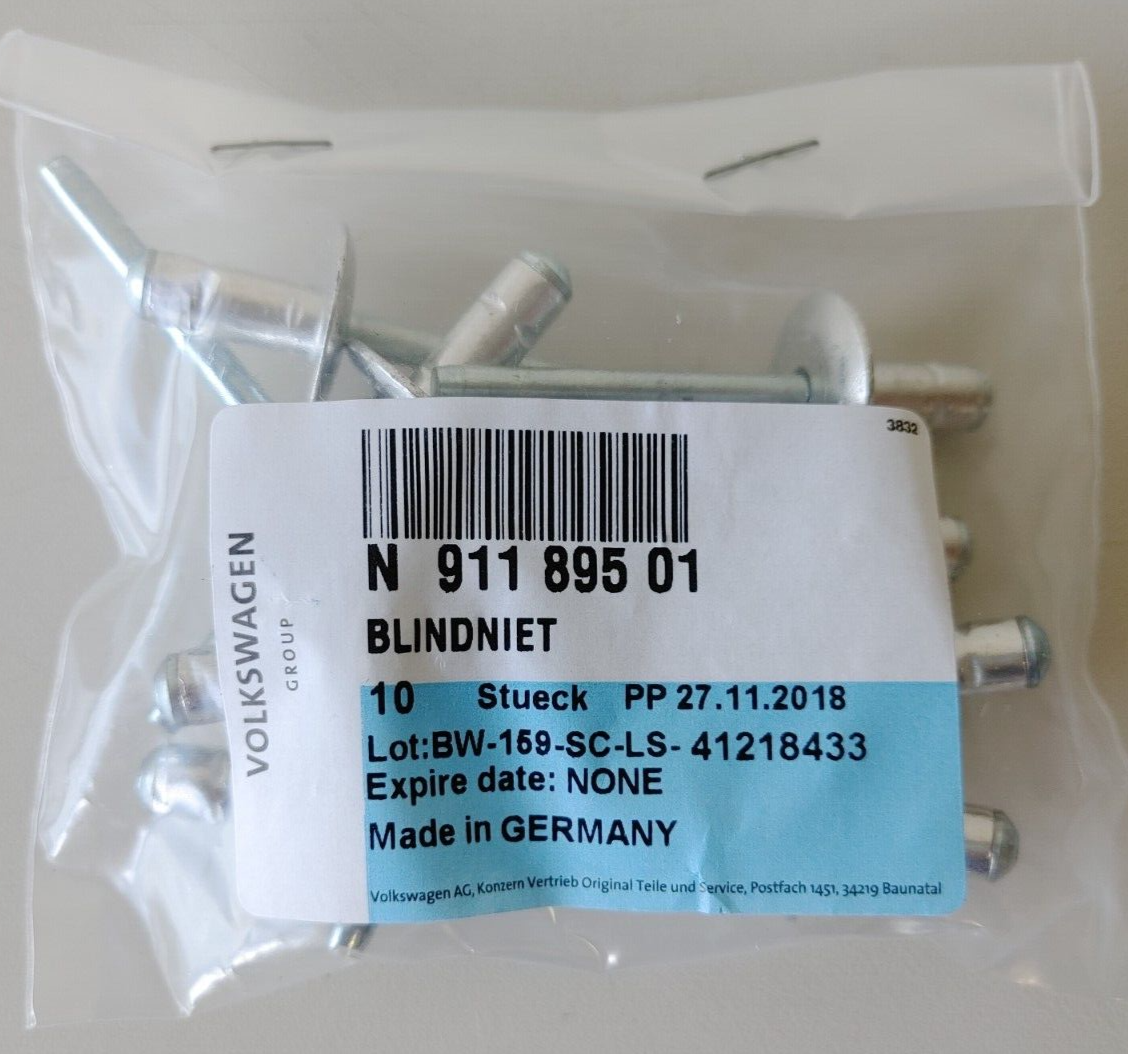 3832
N 911 895 01
BLINDNIET
VOLKSWAGEN
GROUP
10 Stueck PP 27.11.2018
Lot:BW-159-SC-LS- 41218433
Expire date: NONE
Made in GERMANY
Volkswagen AG, Konzern Vertrieb Original Teile und Service, Postfach 1451, 34219 Baunatal